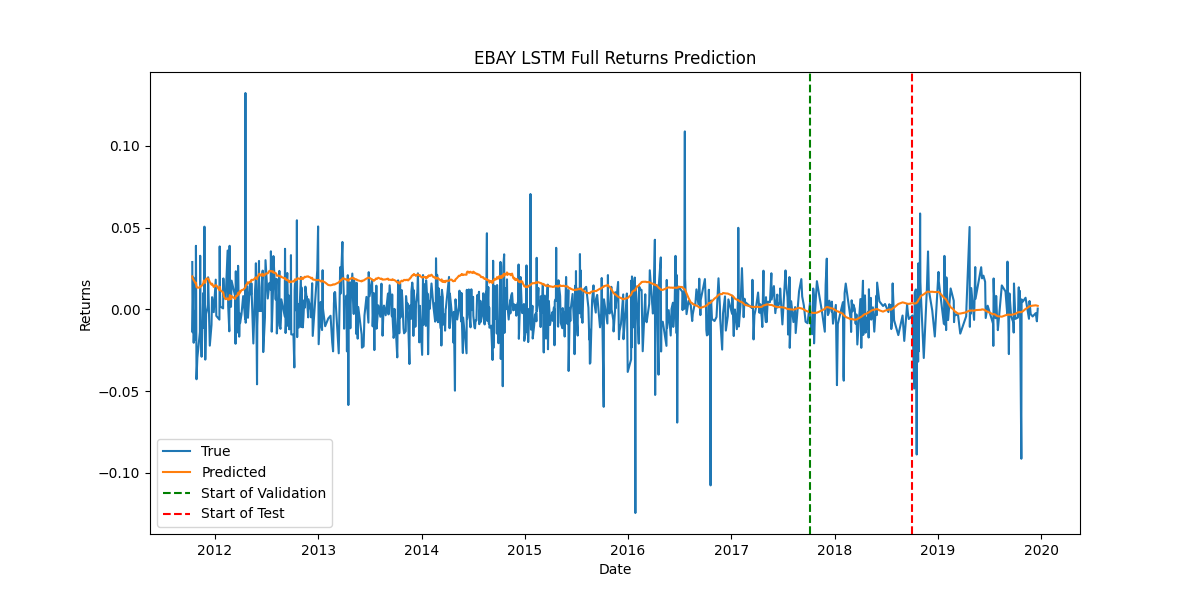 EBAY LSTM Full Returns Prediction
Returns
0.10
0.05
0.00
−0.05
−0.10
True
Predicted
Start of Validation
Start of Test
2012 2013 2014 2015 2016 2017 2018 2019 2020
Date